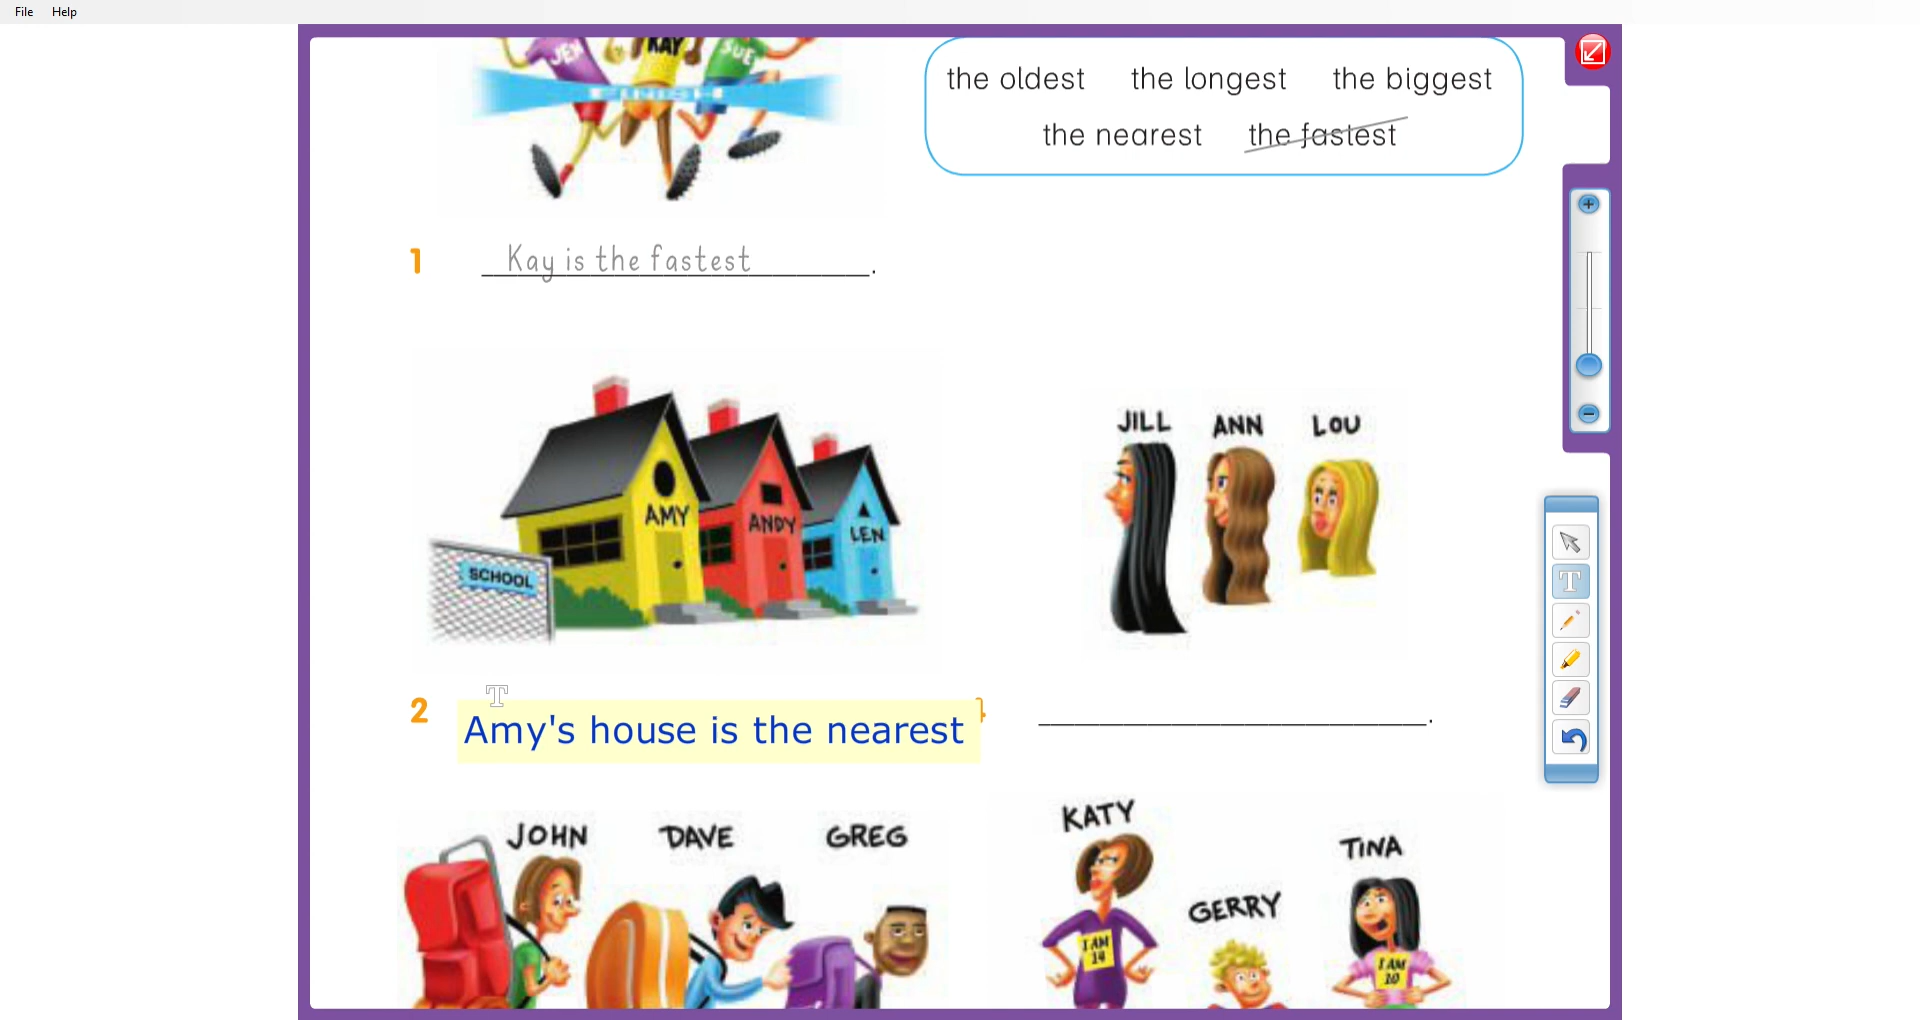 File Help
JEN KAY SUE
FINISH
the oldest the longest the biggest
the nearest the fastest
1 Kay is the fastest.
AMY
ANDY
LEN
SCHOOL
JILL ANN LOU
2 Amy's house is the nearest
T
JOHN DAVE GREG
KATY
GERRY
TINA
I AM
14
I AM
10